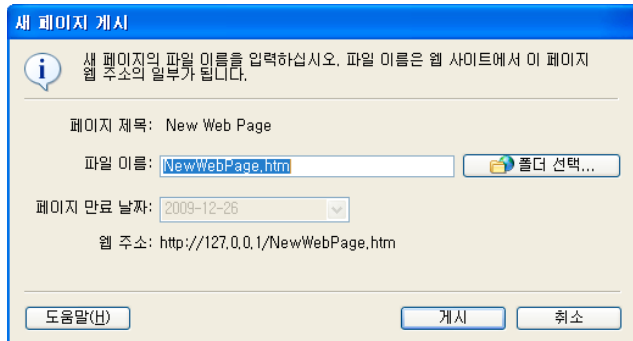 새 페이지 게시
새 페이지의 파일 이름을 입력하십시오. 파일 이름은 웹 사이트에서 이 페이지
웹 주소의 일부가 됩니다.
페이지 제목: New Web Page
파일 이름: NewWebPage.htm 폴더 선택...
페이지 만료 날짜: 2009-12-26
웹 주소: http://127.0.0.1/NewWebPage.htm
도움말(H) 게시 취소